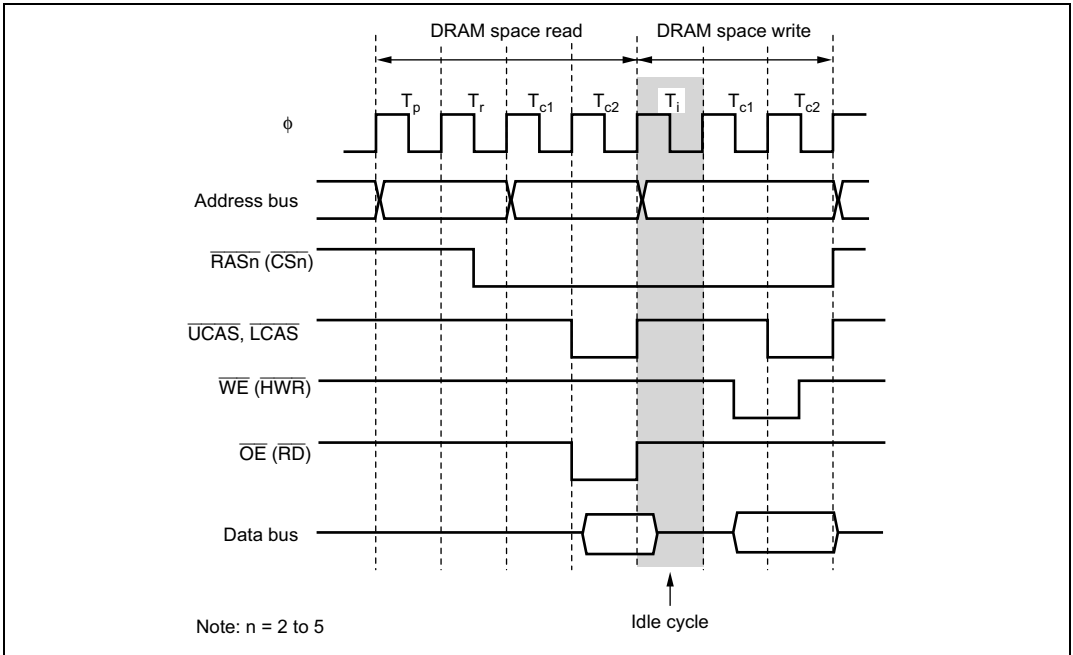 DRAM space read DRAM space write
Tp Tr Tc1 Tc2 Ti Tc1 Tc2
ϕ
Address bus
RASn (CSn)
UCAS, LCAS
WE (HWR)
OE (RD)
Data bus
Idle cycle
Note: n = 2 to 5